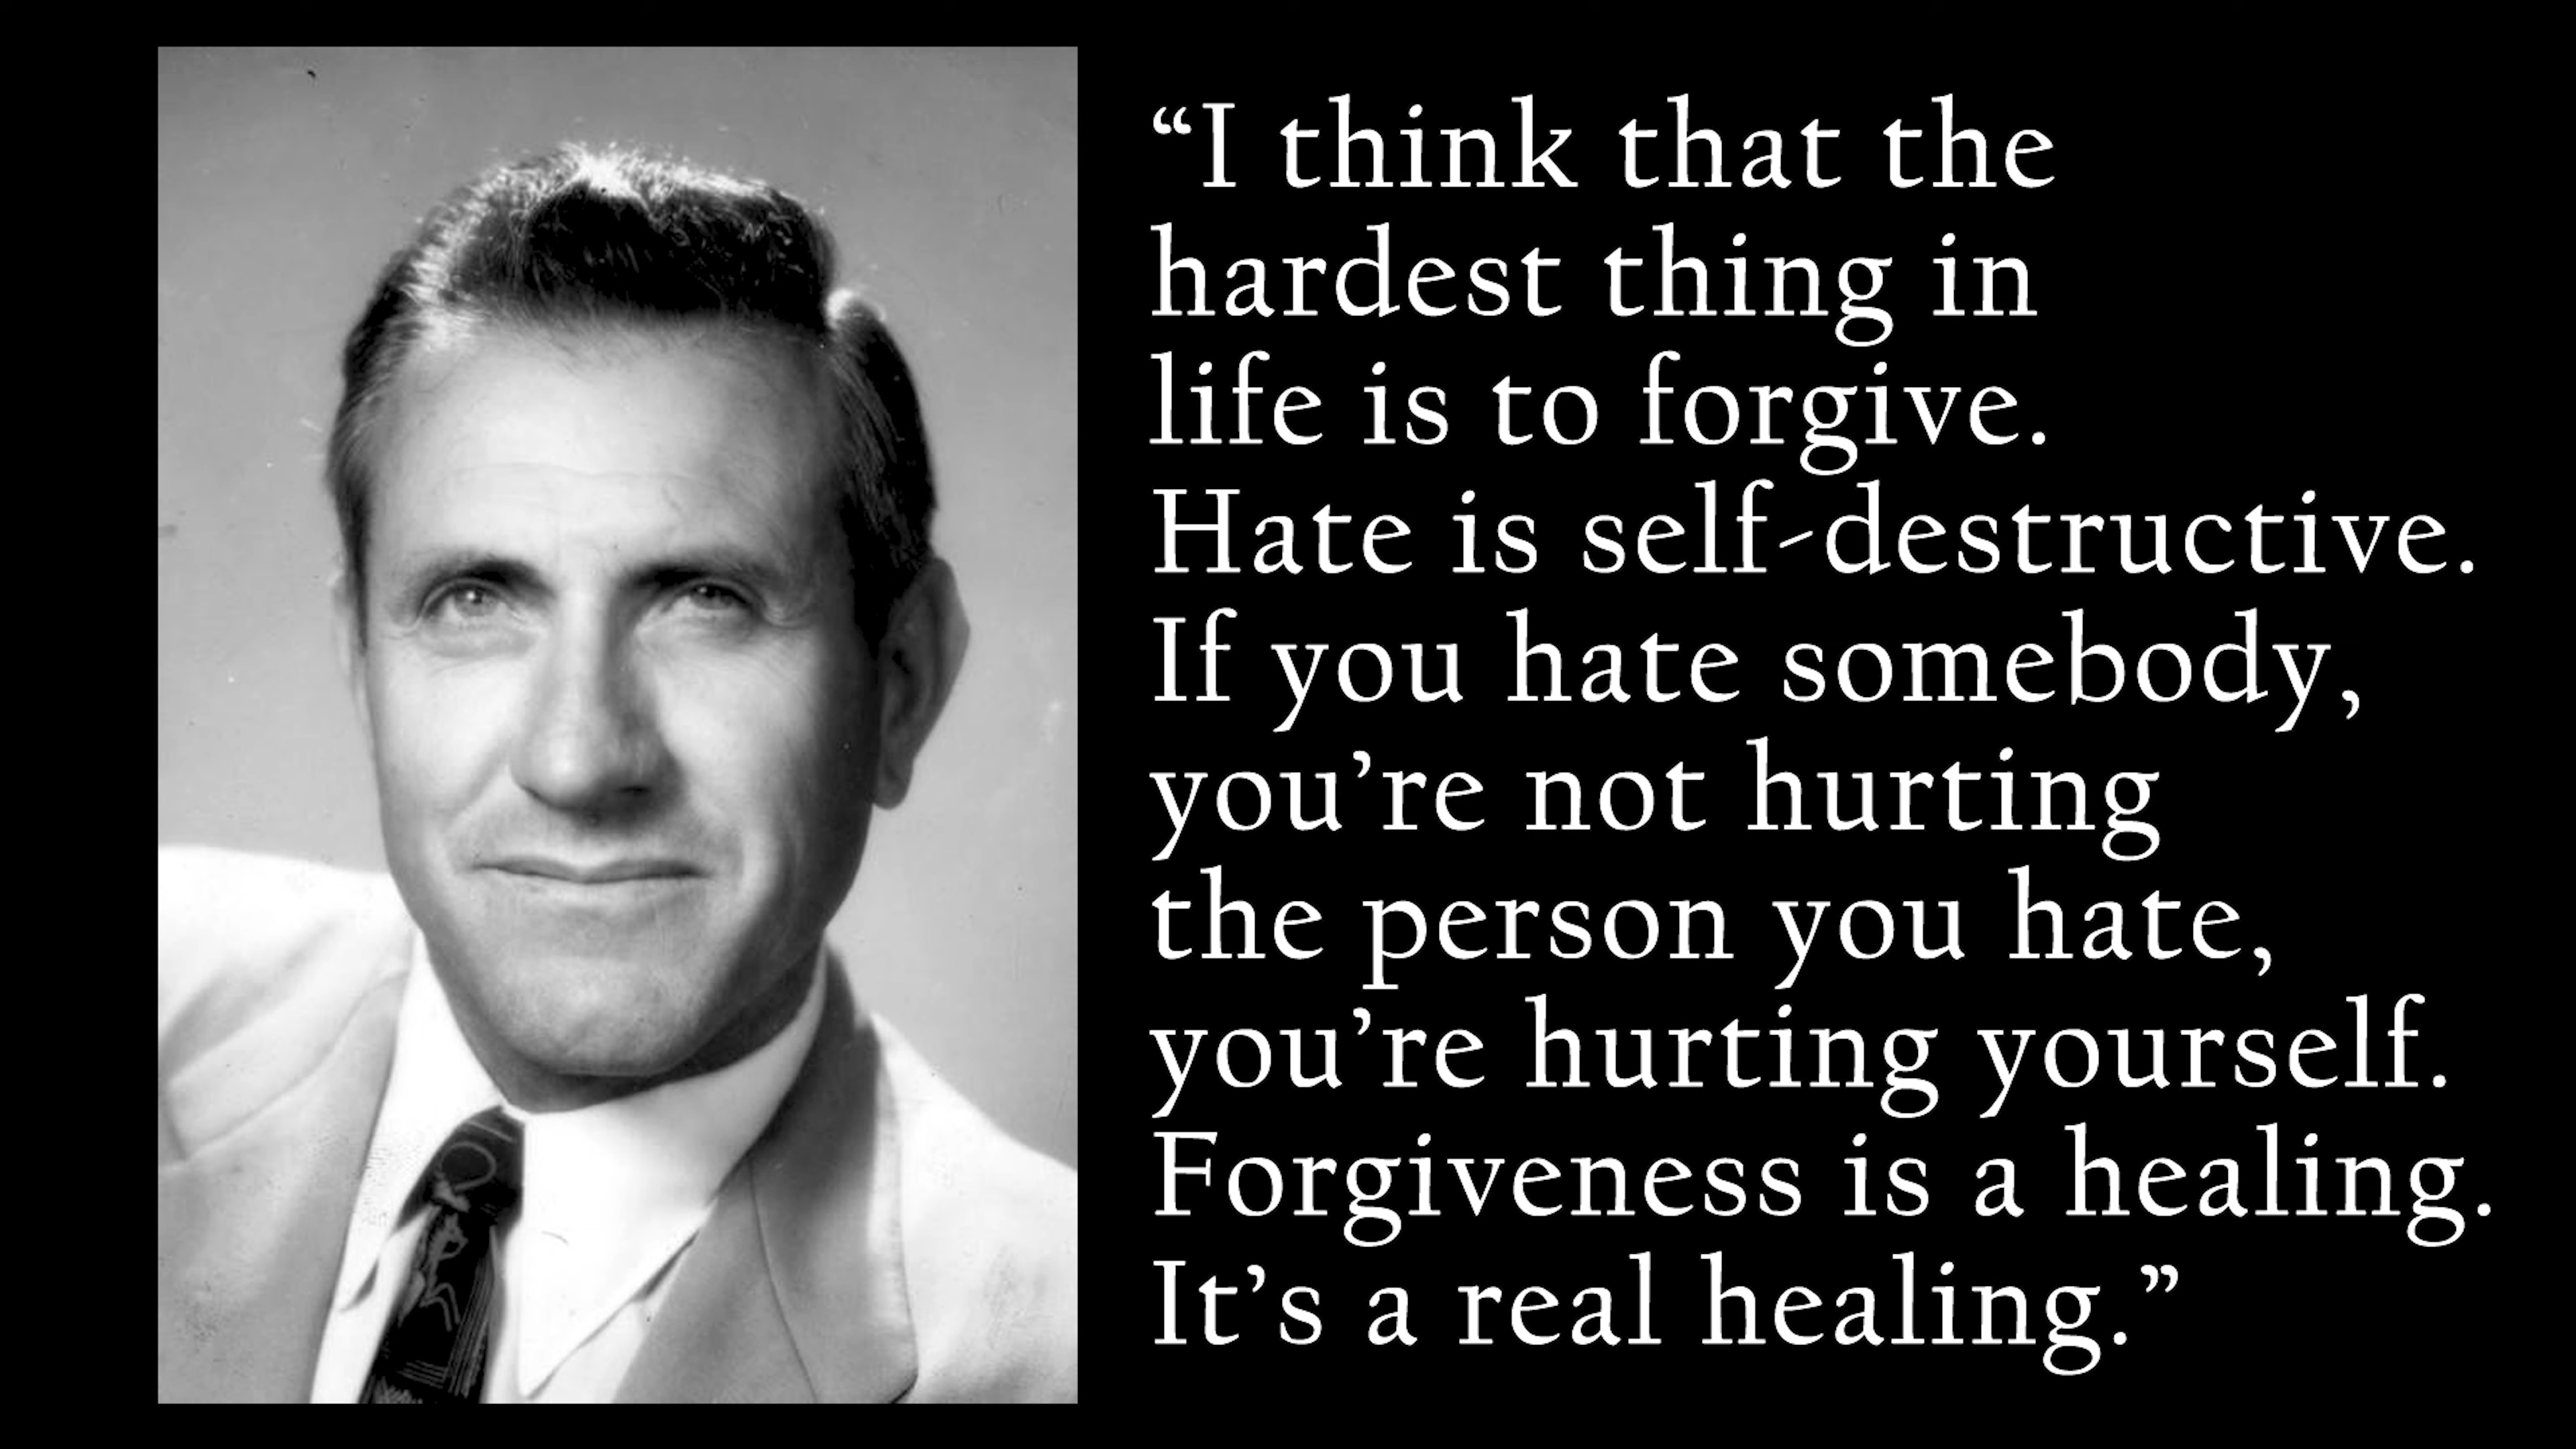 “I think that the
hardest thing in
life is to forgive.
Hate is self-destructive.
If you hate somebody,
you’re not hurting
the person you hate,
you’re hurting yourself.
Forgiveness is a healing.
It’s a real healing.”